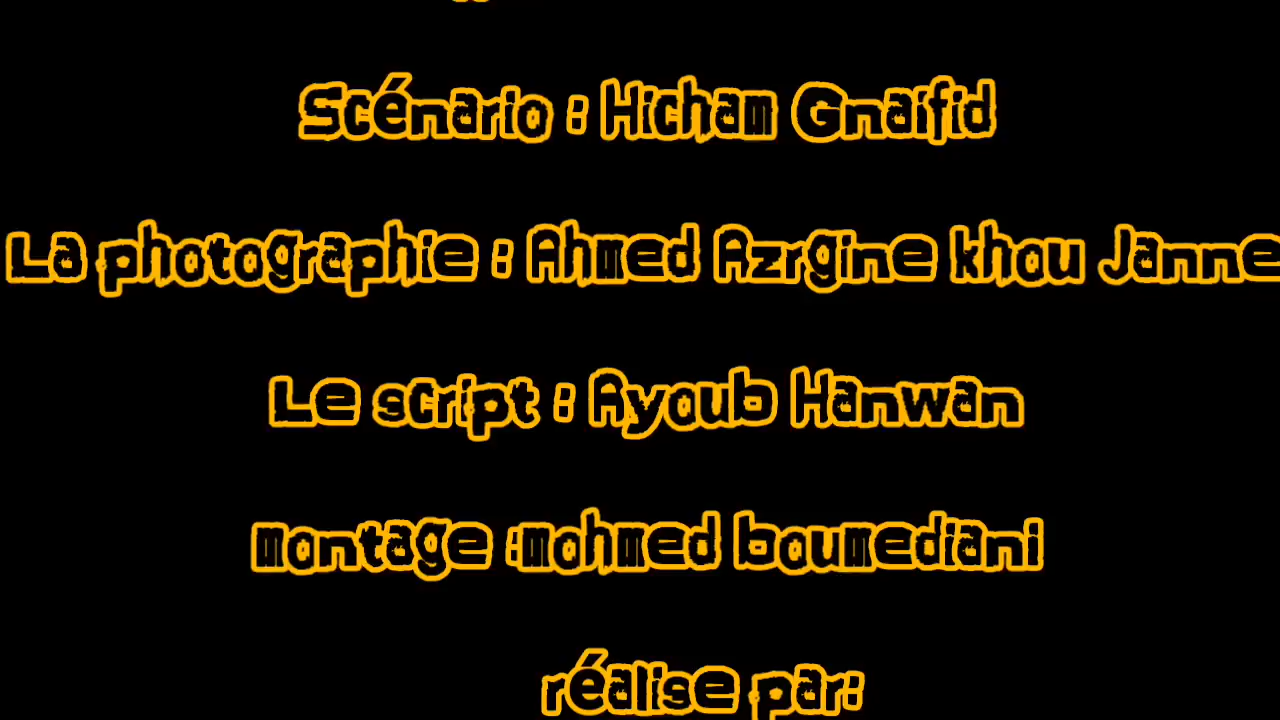 Scénario : Hicham Gnaifid
La photographie : Ahmed Azrgine khou Janne
Le script : Ayoub Hanwan
montage :mohmed boumediani
réalise par: